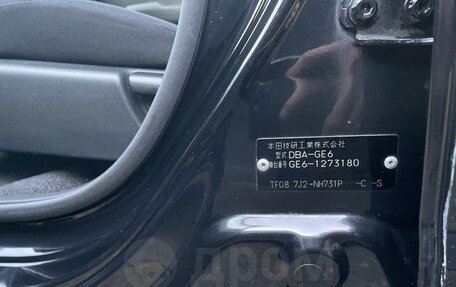 本田技研工業株式会社
型式 DBA-GE6
車台番号 GE6-1273180
TF08 7J2-NH731P -C -S
дром